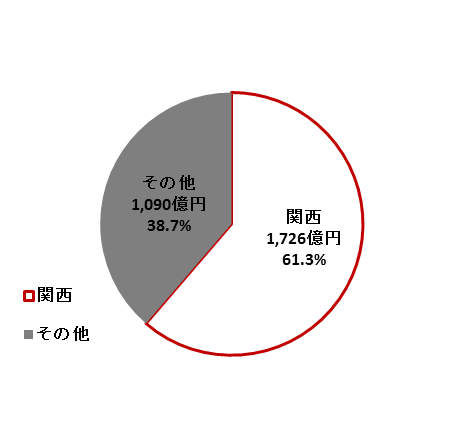 その他
1,090億円
38.7%
関西
1,726億円
61.3%
関西
その他